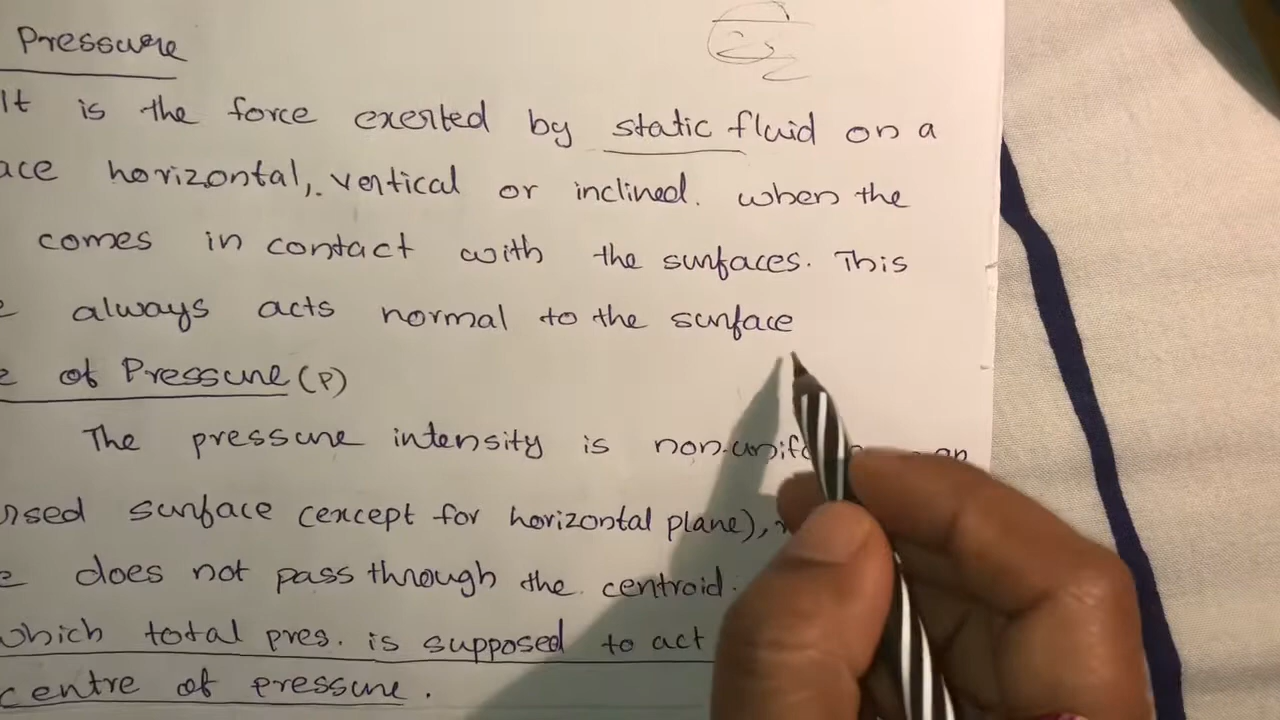 Pressure
It is the force exerted by static fluid on a
ace horizontal, vertical or inclined. when the
comes in contact with the surfaces. This
e always acts normal to the surface
e of Pressure (P)
The pressure intensity is non-unifo an
rsed surface (except for horizontal plane),
e does not pass through the centroid.
which total pres. is supposed to act
centre of pressure.